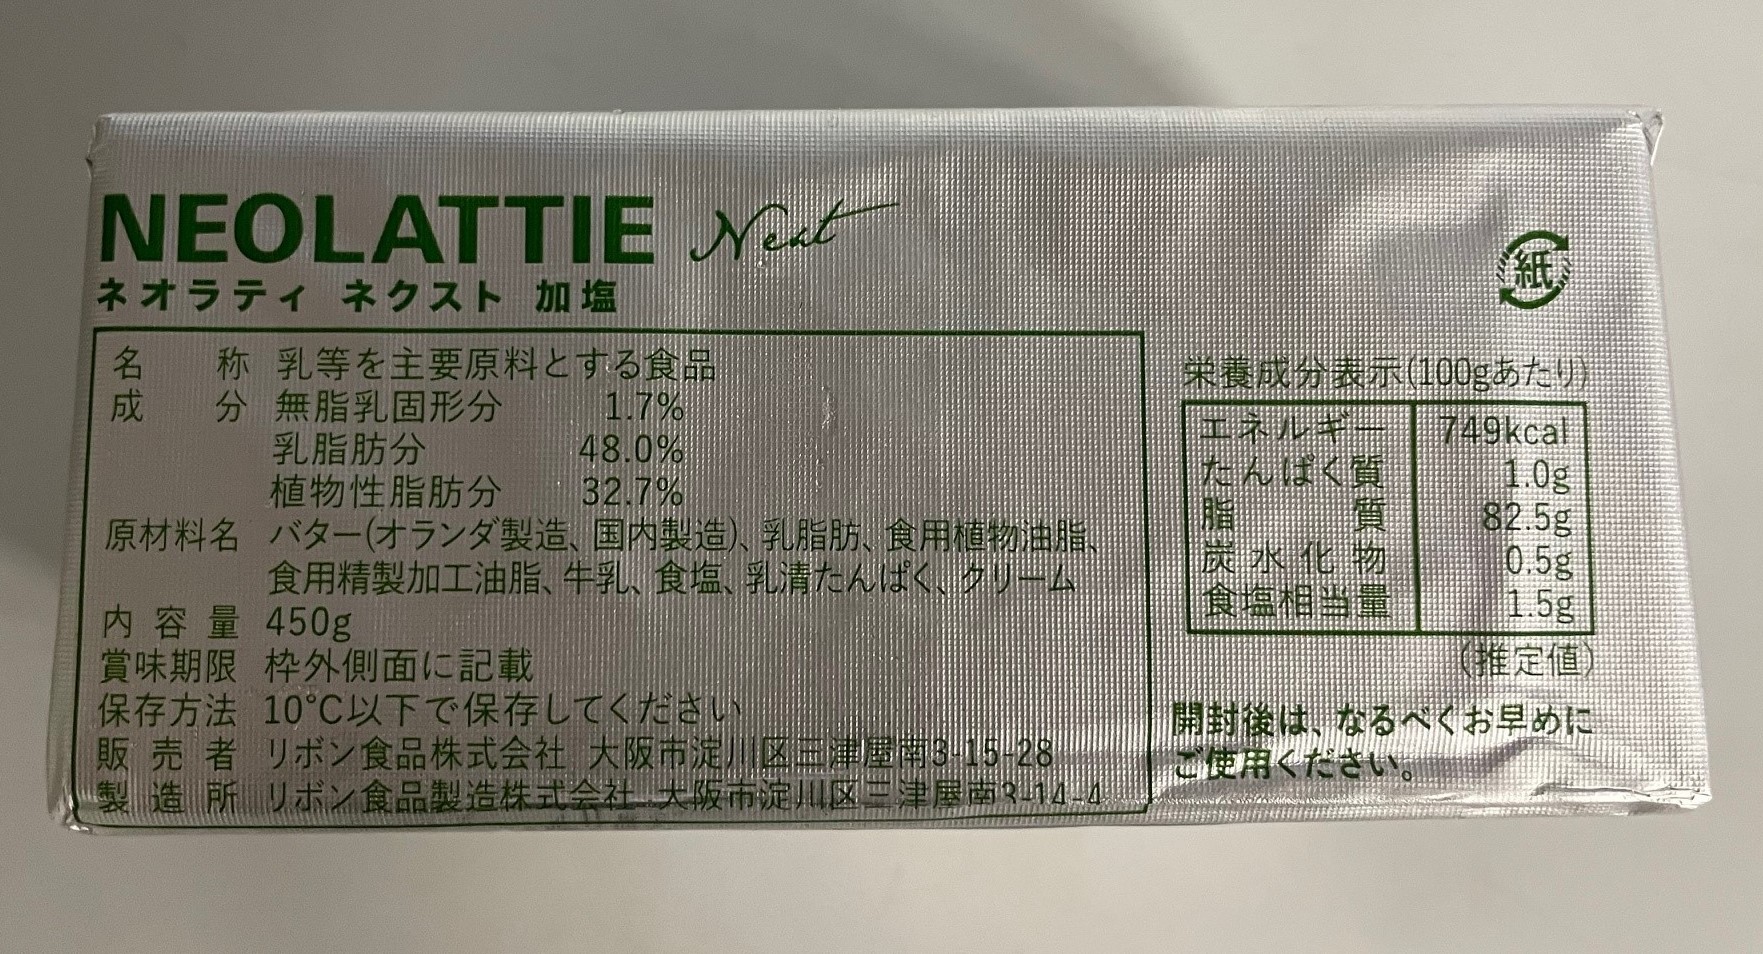 NEOLATTIE Next
ネオラティ ネクスト 加塩
紙
名称 乳等を主要原料とする食品
成分 無脂乳固形分 1.7%
乳脂肪分 48.0%
植物性脂肪分 32.7%
原材料名 バター(オランダ製造、国内製造)、乳脂肪、食用植物油脂、
食用精製加工油脂、牛乳、食塩、乳清たんぱく、クリーム
内容量 450g
賞味期限 枠外側面に記載
保存方法 10℃以下で保存してください
販売者 リボン食品株式会社 大阪市淀川区三津屋南3-15-28
製造所 リボン食品製造株式会社 大阪市淀川区三津屋南3-14-4
栄養成分表示(100gあたり)
エネルギー 749kcal
たんぱく質 1.0g
脂質 82.5g
炭水化物 0.5g
食塩相当量 1.5g
(推定値)
開封後は、なるべくお早めに
ご使用ください。